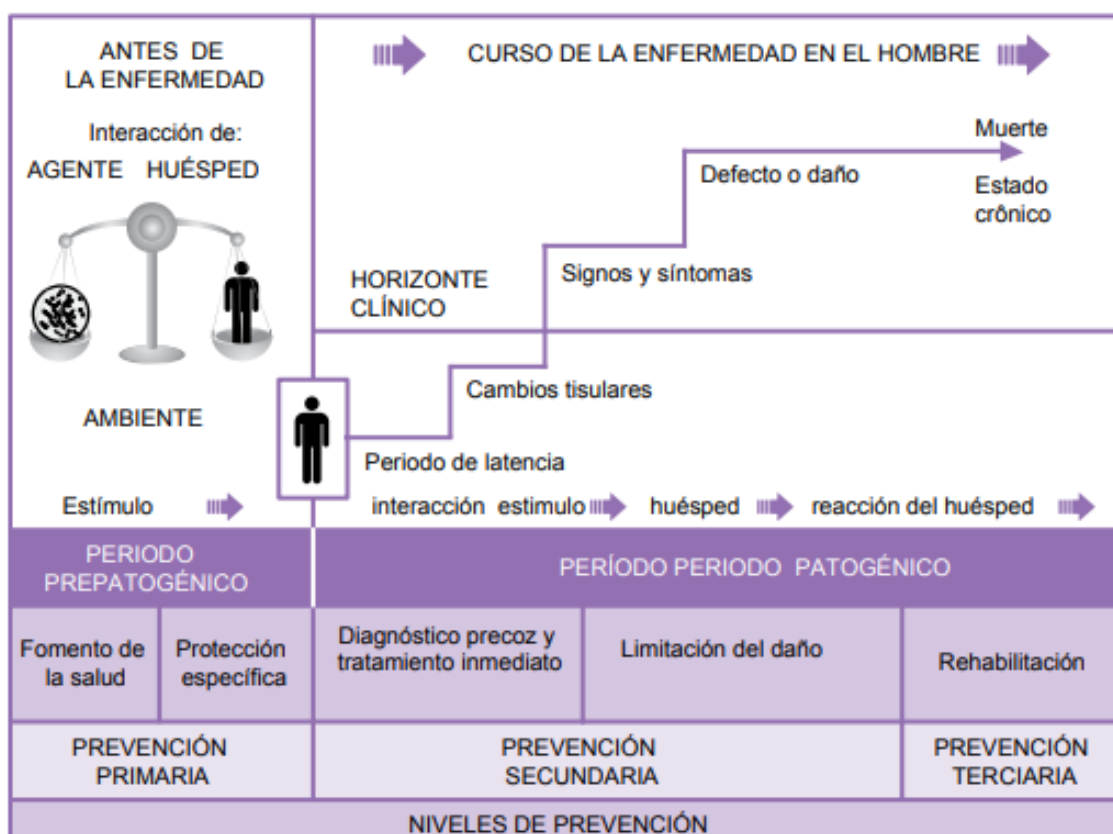 ANTES DE
LA ENFERMEDAD
Interacción de:
AGENTE HUÉSPED
AMBIENTE
Estímulo
CURSO DE LA ENFERMEDAD EN EL HOMBRE
Muerte
Defecto o daño
Estado
crônico
Signos y síntomas
HORIZONTE
CLÍNICO
Cambios tisulares
Periodo de latencia
interacción estimulo huésped reacción del huésped
PERIODO
PREPATOGÉNICO
PERÍODO PERIODO PATOGÉNICO
Fomento de
la salud
Protección
específica
Diagnóstico precoz y
tratamiento inmediato
Limitación del daño
Rehabilitación
PREVENCIÓN
PRIMARIA
PREVENCIÓN
SECUNDARIA
PREVENCIÓN
TERCIARIA
NIVELES DE PREVENCIÓN